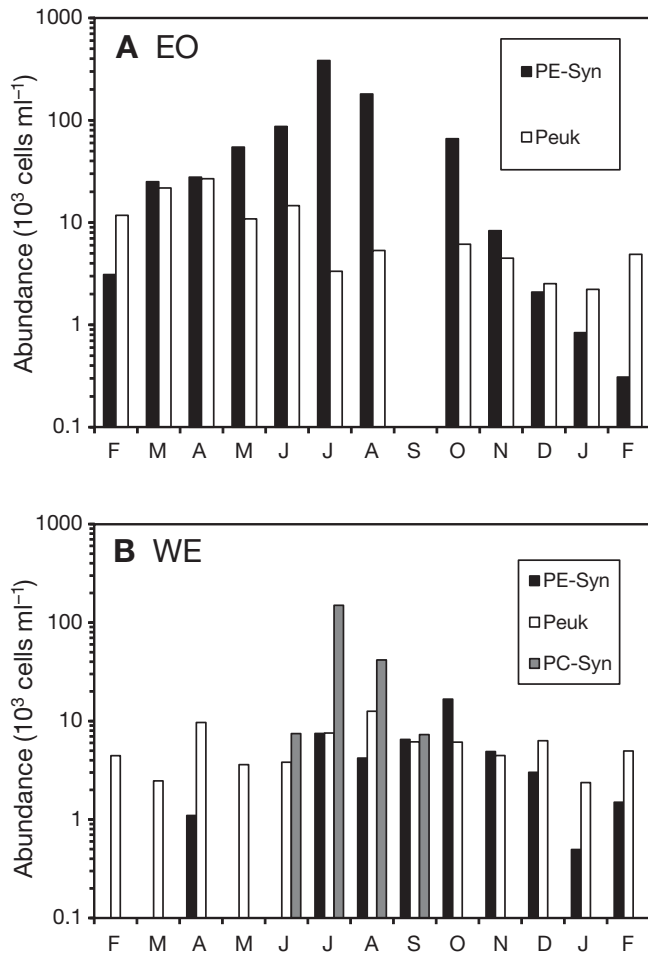 A EO
1000
100
10
1
0.1
Abundance (10³ cells ml⁻¹)
PE-Syn
Peuk
F M A M J J A S O N D J F
B WE
1000
100
10
1
0.1
Abundance (10³ cells ml⁻¹)
PE-Syn
Peuk
PC-Syn
F M A M J J A S O N D J F